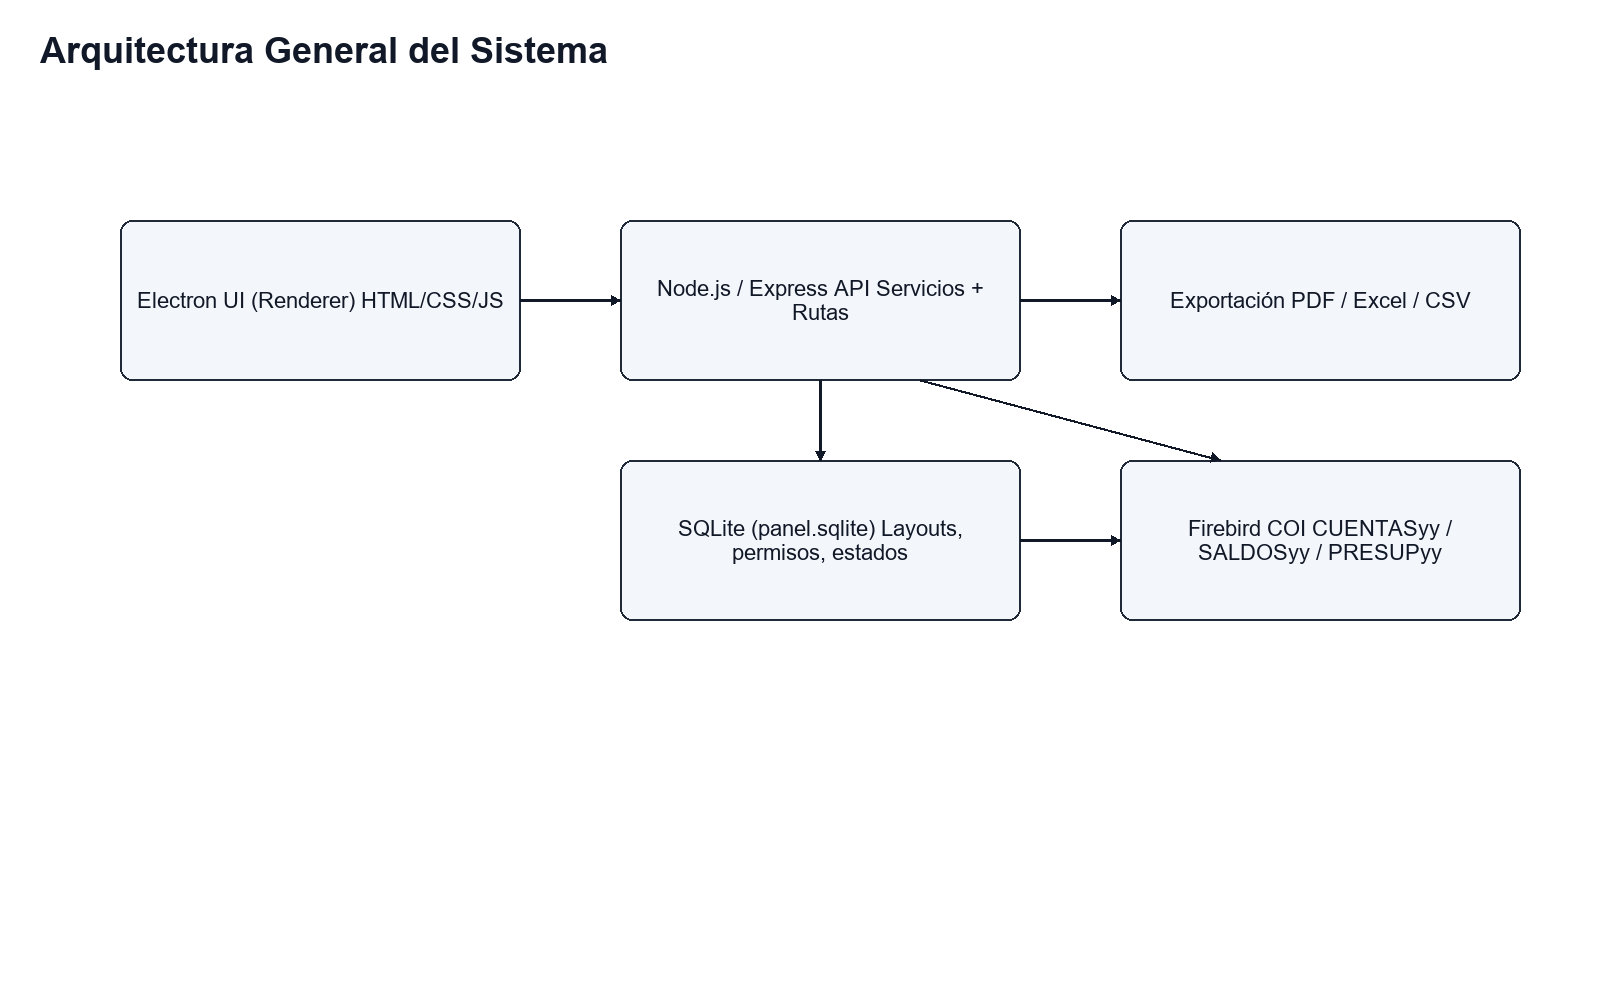 Arquitectura General del Sistema
Electron UI (Renderer) HTML/CSS/JS
Node.js / Express API Servicios +
Rutas
Exportación PDF / Excel / CSV
SQLite (panel.sqlite) Layouts,
permisos, estados
Firebird COI CUENTASyy /
SALDOSyy / PRESUPyy